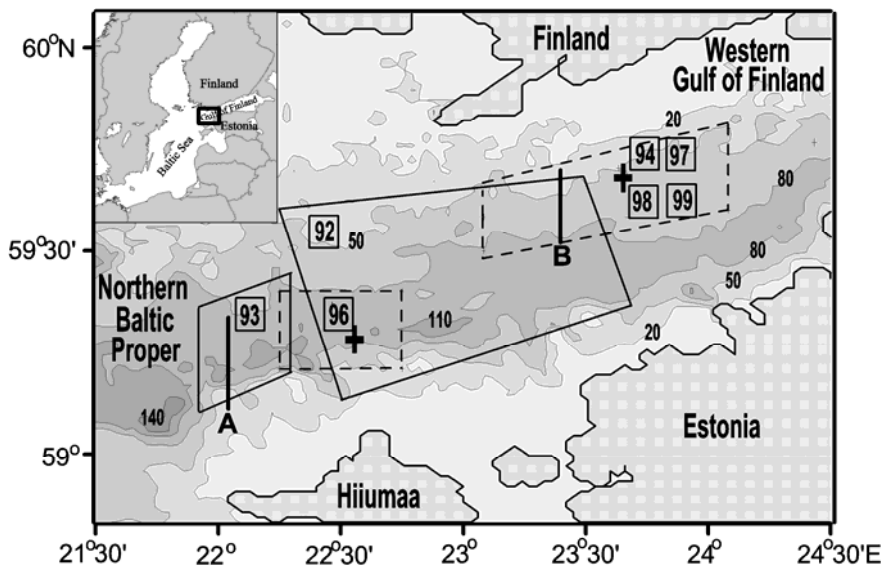 60°N
Finland
Western
Gulf of Finland
Finland
Gulf of Finland
Estonia
Baltic Sea
20
94
97
80
98
99
92
50
59°30'
B
80
50
Northern
Baltic
Proper
93
96
110
20
140
A
Estonia
59°
Hiiumaa
21°30'
22°
22°30'
23°
23°30'
24°
24°30'E